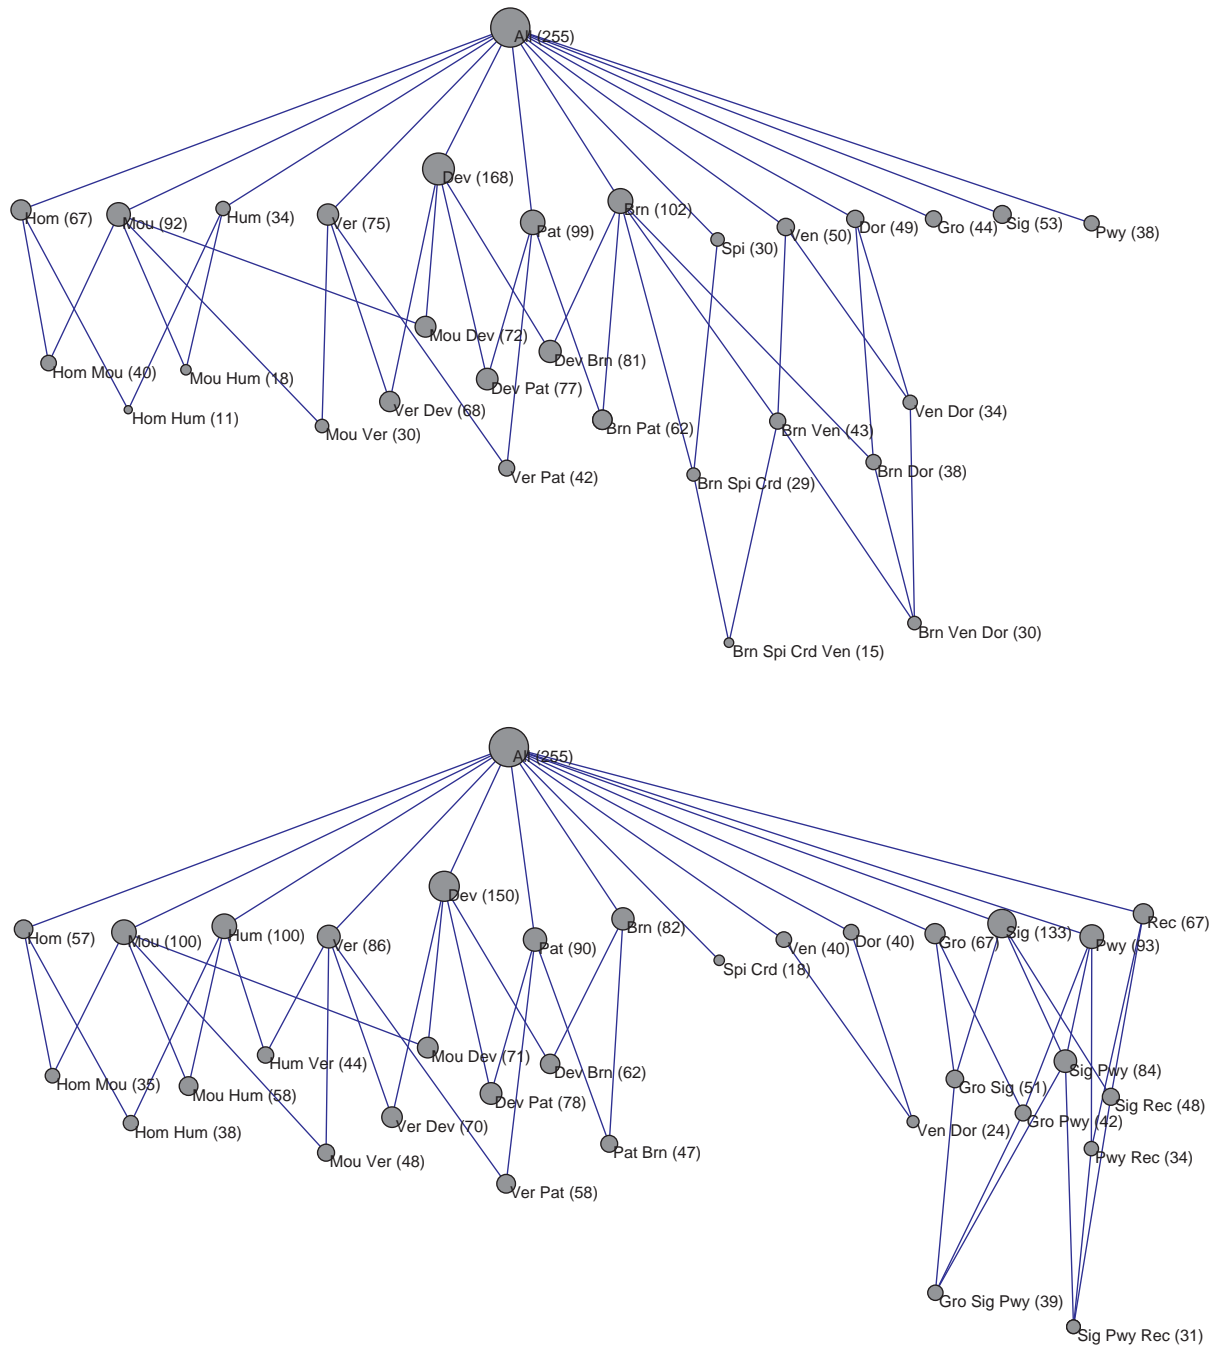 All (255)
Dev (168)
Hom (67)
Mou (92)
Hum (34)
Ver (75)
Pat (99)
Brn (102)
Spi (30)
Ven (50)
Dor (49)
Gro (44)
Sig (53)
Pwy (38)
Mou Dev (72)
Dev Brn (81)
Hom Mou (40)
Mou Hum (18)
Dev Pat (77)
Hom Hum (11)
Ver Dev (68)
Ven Dor (34)
Mou Ver (30)
Brn Pat (62)
Brn Ven (43)
Ver Pat (42)
Brn Spi Crd (29)
Brn Dor (38)
Brn Ven Dor (30)
Brn Spi Crd Ven (15)
All (255)
Dev (150)
Hom (57)
Mou (100)
Hum (100)
Ver (86)
Pat (90)
Brn (82)
Spi Crd (18)
Ven (40)
Dor (40)
Gro (67)
Sig (133)
Pwy (93)
Rec (67)
Hum Ver (44)
Mou Dev (71)
Dev Brn (62)
Sig Pwy (84)
Hom Mou (35)
Mou Hum (58)
Dev Pat (78)
Gro Sig (51)
Sig Rec (48)
Hom Hum (38)
Ver Dev (70)
Ven Dor (24)
Gro Pwy (42)
Mou Ver (48)
Pat Brn (47)
Pwy Rec (34)
Ver Pat (58)
Gro Sig Pwy (39)
Sig Pwy Rec (31)